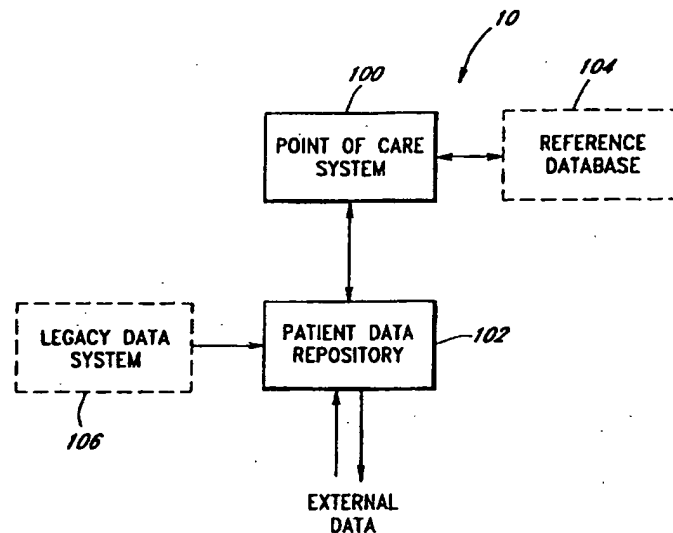 10
100
104
POINT OF CARE
SYSTEM
REFERENCE
DATABASE
LEGACY DATA
SYSTEM
PATIENT DATA
REPOSITORY
102
106
EXTERNAL
DATA